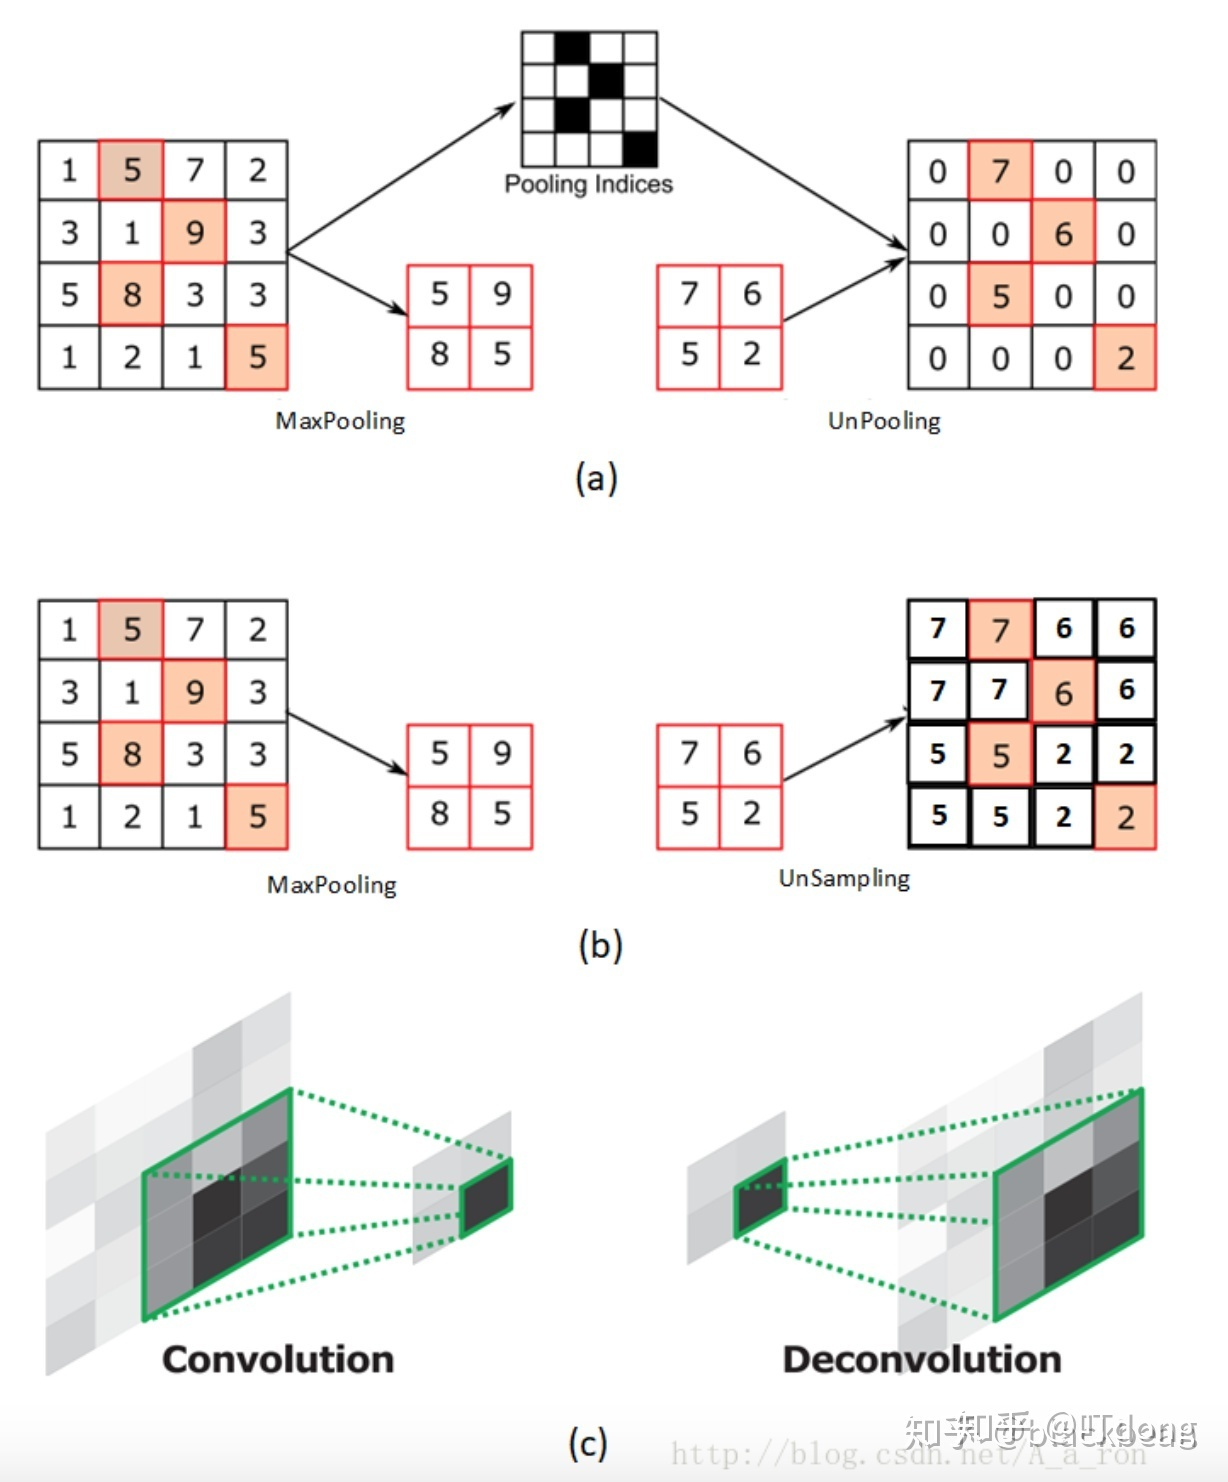 Pooling Indices
1 5 7 2
3 1 9 3
5 8 3 3
1 2 1 5
5 9
8 5
7 6
5 2
0 7 0 0
0 0 6 0
0 5 0 0
0 0 0 2
MaxPooling
UnPooling
(a)
1 5 7 2
3 1 9 3
5 8 3 3
1 2 1 5
5 9
8 5
7 6
5 2
7 7 6 6
7 7 6 6
5 5 2 2
5 5 2 2
MaxPooling
UnSampling
(b)
Convolution
Deconvolution
(c)
知乎
http://blog.csdn.net/A_a_ron